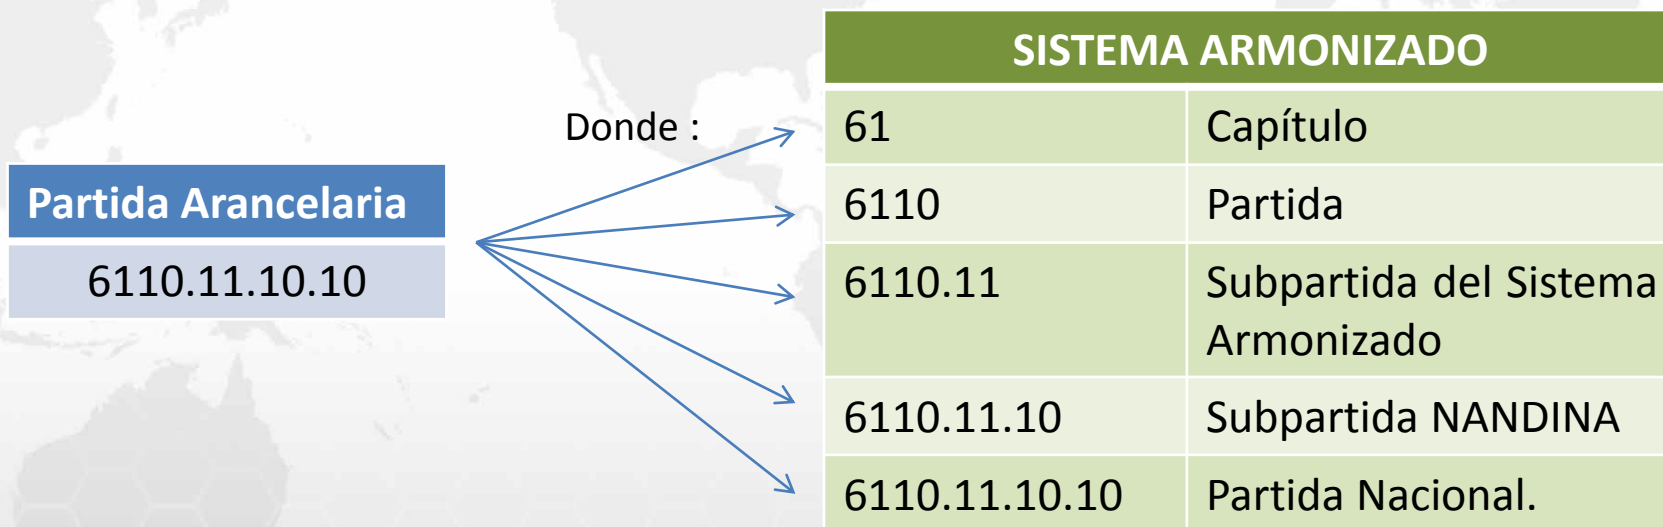 Partida Arancelaria
6110.11.10.10
Donde :
SISTEMA ARMONIZADO
61 Capítulo
6110 Partida
6110.11 Subpartida del Sistema
Armonizado
6110.11.10 Subpartida NANDINA
6110.11.10.10 Partida Nacional.